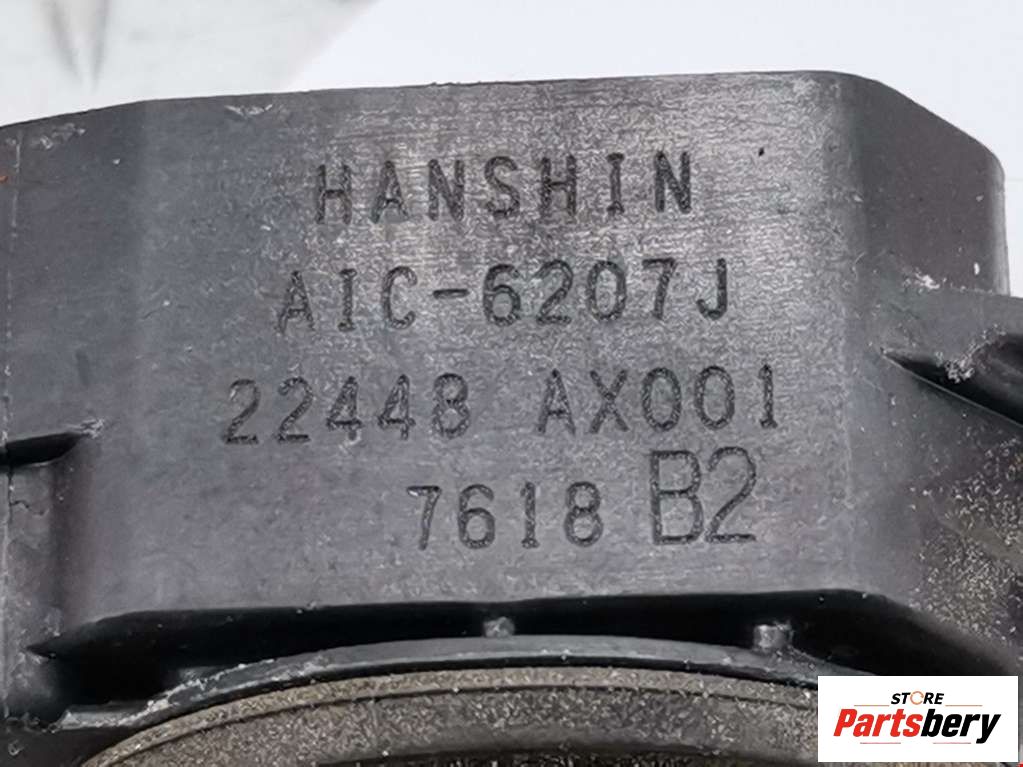 HANSHIN
AIC-6207J
22448 AX001
7618 B2
STORE
Partsbery